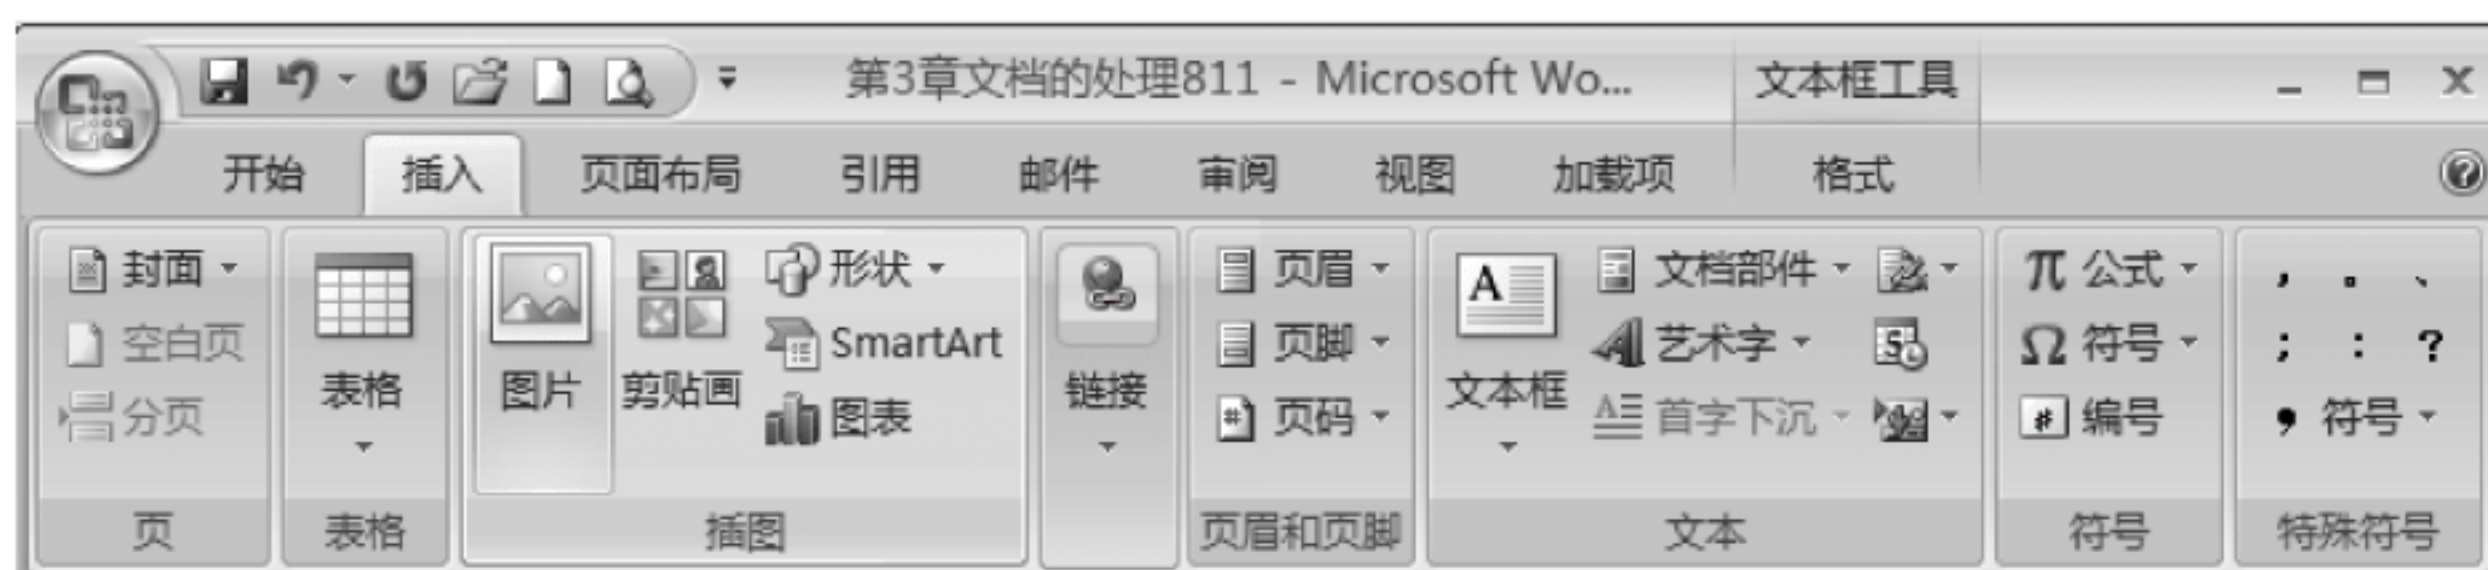 第3章文档的处理811 - Microsoft Wo... 文本框工具
开始 插入 页面布局 引用 邮件 审阅 视图 加载项 格式
封面 形状 页眉 文档部件 π 公式 ， 。 、
空白页 SmartArt 页脚 艺术字 Ω 符号 ； ： ？
表格 图片 剪贴画 链接 文本框
分页 图表 # 页码 首字下沉 # 编号 ， 符号
页 表格 插图 页眉和页脚 文本 符号 特殊符号